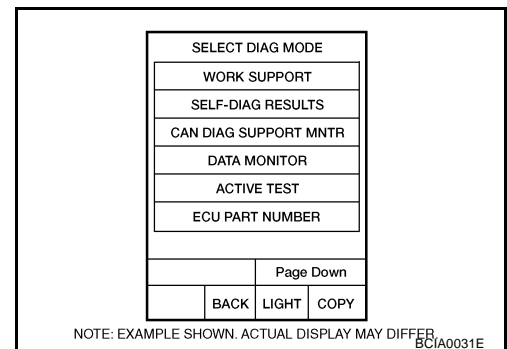 SELECT DIAG MODE
WORK SUPPORT
SELF-DIAG RESULTS
CAN DIAG SUPPORT MNTR
DATA MONITOR
ACTIVE TEST
ECU PART NUMBER
Page Down
BACK LIGHT COPY
NOTE: EXAMPLE SHOWN. ACTUAL DISPLAY MAY DIFFER.
BCIA0031E